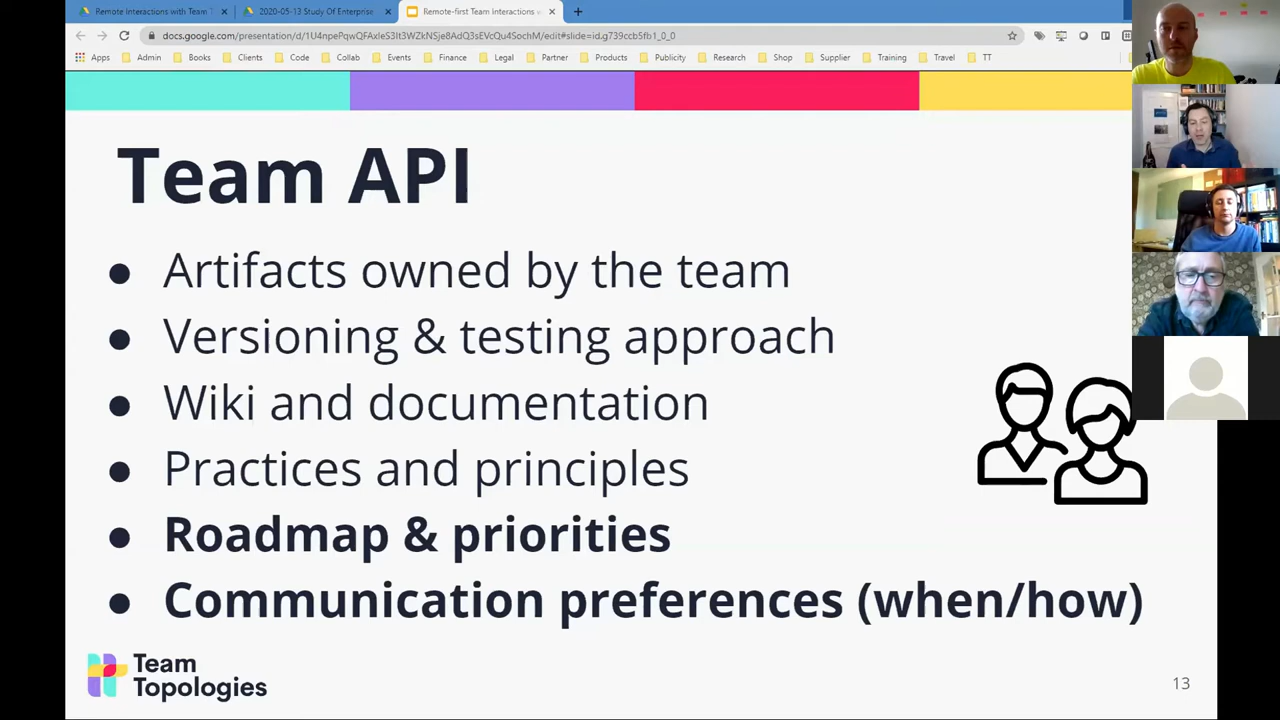 Remote Interactions with Team T
2020-05-13 Study Of Enterprise
Remote-first Team Interactions w
docs.google.com/presentation/d/1U4npePqwQFAxIeS3It3WZkNSje8AdQ3sEVcQu4SochM/edit#slide=id.g739ccb5fb1_0_0
Apps Admin Books Clients Code Collab Events Finance Legal Partner Products Publicity Research Shop Supplier Training Travel TT
Team API
● Artifacts owned by the team
● Versioning & testing approach
● Wiki and documentation
● Practices and principles
● Roadmap & priorities
● Communication preferences (when/how)
Team
Topologies
13